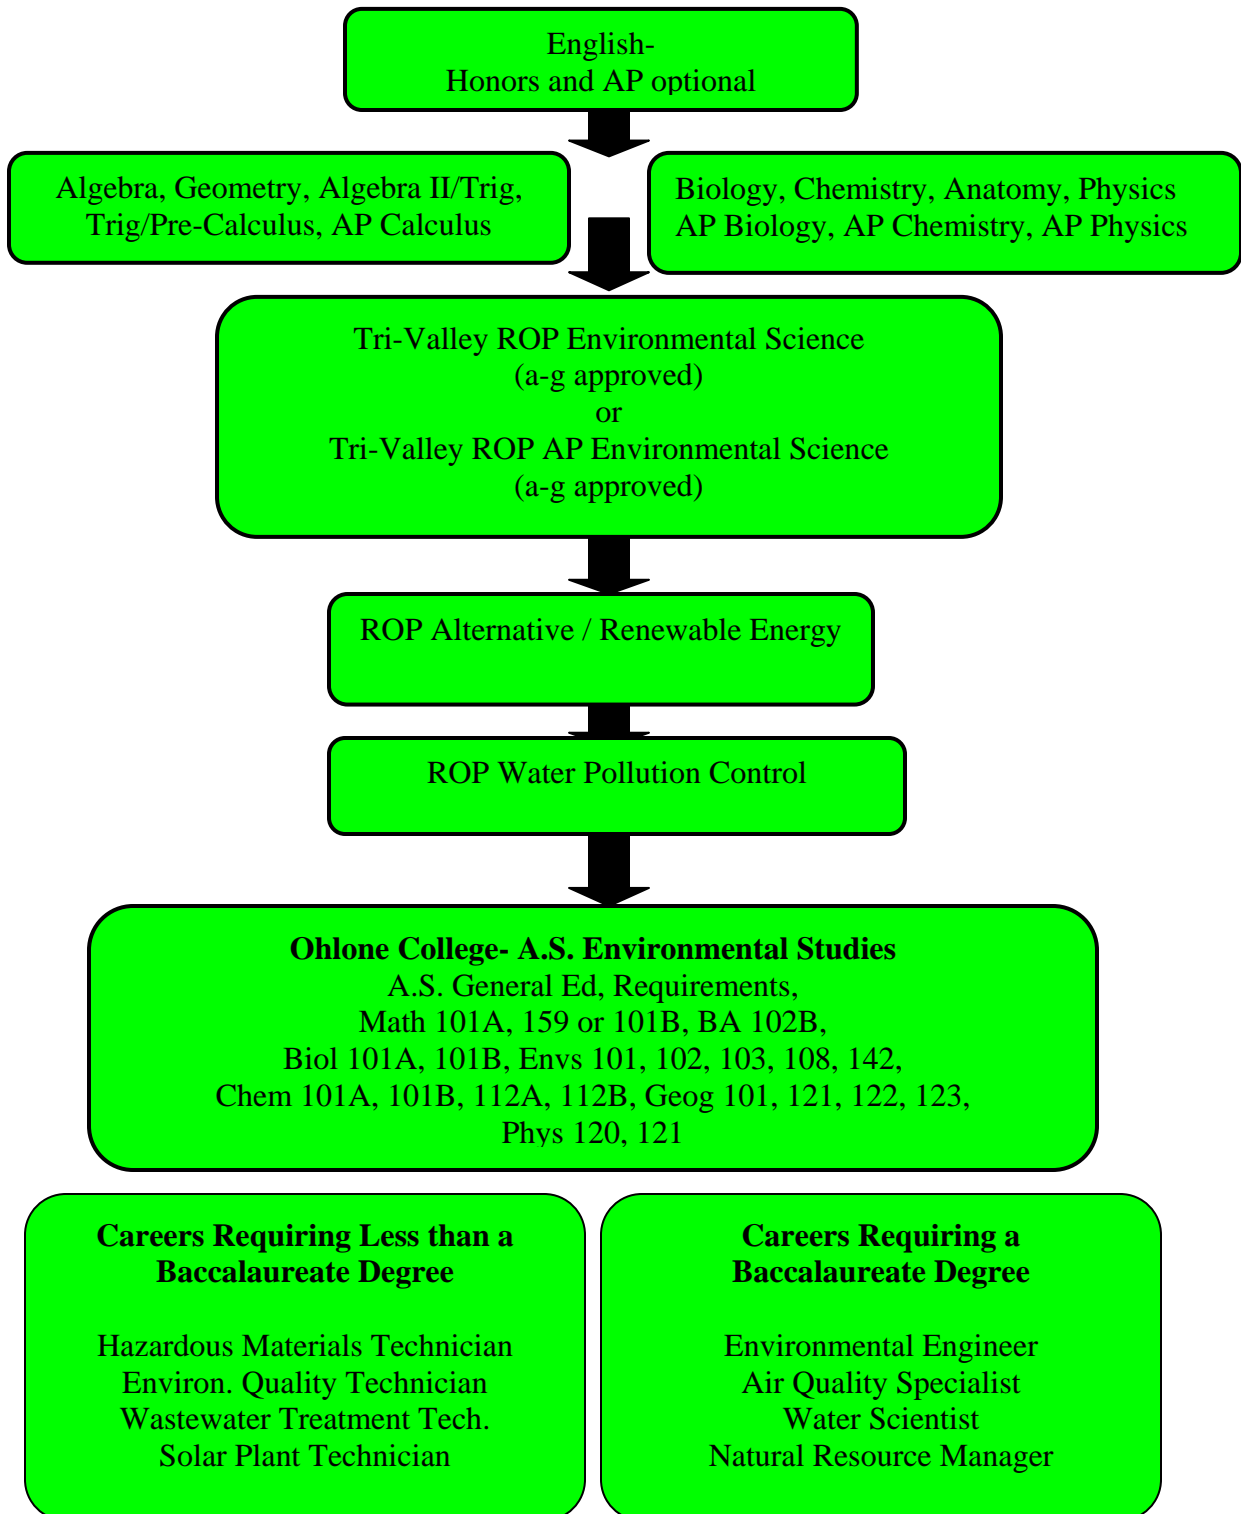 English-
Honors and AP optional
Algebra, Geometry, Algebra II/Trig,
Trig/Pre-Calculus, AP Calculus
Biology, Chemistry, Anatomy, Physics
AP Biology, AP Chemistry, AP Physics
Tri-Valley ROP Environmental Science
(a-g approved)
or
Tri-Valley ROP AP Environmental Science
(a-g approved)
ROP Alternative / Renewable Energy
ROP Water Pollution Control
Ohlone College- A.S. Environmental Studies
A.S. General Ed, Requirements,
Math 101A, 159 or 101B, BA 102B,
Biol 101A, 101B, Envs 101, 102, 103, 108, 142,
Chem 101A, 101B, 112A, 112B, Geog 101, 121, 122, 123,
Phys 120, 121
Careers Requiring Less than a
Baccalaureate Degree
Hazardous Materials Technician
Environ. Quality Technician
Wastewater Treatment Tech.
Solar Plant Technician
Careers Requiring a
Baccalaureate Degree
Environmental Engineer
Air Quality Specialist
Water Scientist
Natural Resource Manager